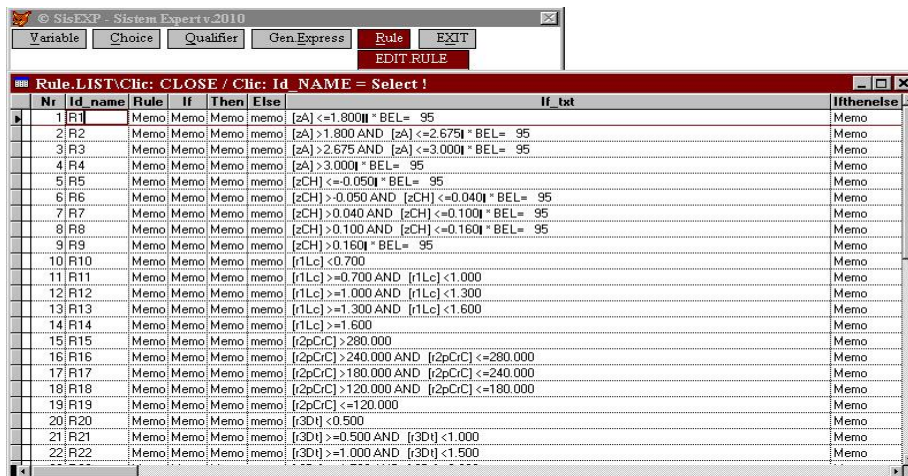 © SisEXP - Sistem Expert v.2010
Variable Choice Qualifier Gen.Express Rule EXIT
EDIT.RULE
Rule.LIST\Clic: CLOSE / Clic: Id_NAME = Select !
Nr Id_name Rule If Then Else If_txt Ifthenelse
1 R1 Memo Memo Memo memo [zA] <=1.800 * BEL= 95 Memo
2 R2 Memo Memo Memo memo [zA] >1.800 AND [zA] <=2.675 * BEL= 95 Memo
3 R3 Memo Memo Memo memo [zA] >2.675 AND [zA] <=3.000 * BEL= 95 Memo
4 R4 Memo Memo Memo memo [zA] >3.000 * BEL= 95 Memo
5 R5 Memo Memo Memo memo [zCH] <=-0.050 * BEL= 95 Memo
6 R6 Memo Memo Memo memo [zCH] >-0.050 AND [zCH] <=0.040 * BEL= 95 Memo
7 R7 Memo Memo Memo memo [zCH] >0.040 AND [zCH] <=0.100 * BEL= 95 Memo
8 R8 Memo Memo Memo memo [zCH] >0.100 AND [zCH] <=0.160 * BEL= 95 Memo
9 R9 Memo Memo Memo memo [zCH] >0.160 * BEL= 95 Memo
10 R10 Memo Memo Memo memo [r1Lc] <0.700 Memo
11 R11 Memo Memo Memo memo [r1Lc] >=0.700 AND [r1Lc] <1.000 Memo
12 R12 Memo Memo Memo memo [r1Lc] >=1.000 AND [r1Lc] <1.300 Memo
13 R13 Memo Memo Memo memo [r1Lc] >=1.300 AND [r1Lc] <1.600 Memo
14 R14 Memo Memo Memo memo [r1Lc] >=1.600 Memo
15 R15 Memo Memo Memo memo [r2pCrC] >280.000 Memo
16 R16 Memo Memo Memo memo [r2pCrC] >240.000 AND [r2pCrC] <=280.000 Memo
17 R17 Memo Memo Memo memo [r2pCrC] >180.000 AND [r2pCrC] <=240.000 Memo
18 R18 Memo Memo Memo memo [r2pCrC] >120.000 AND [r2pCrC] <=180.000 Memo
19 R19 Memo Memo Memo memo [r2pCrC] <=120.000 Memo
20 R20 Memo Memo Memo memo [r3Dt] <0.500 Memo
21 R21 Memo Memo Memo memo [r3Dt] >=0.500 AND [r3Dt] <1.000 Memo
22 R22 Memo Memo Memo memo [r3Dt] >=1.000 AND [r3Dt] <1.500 Memo